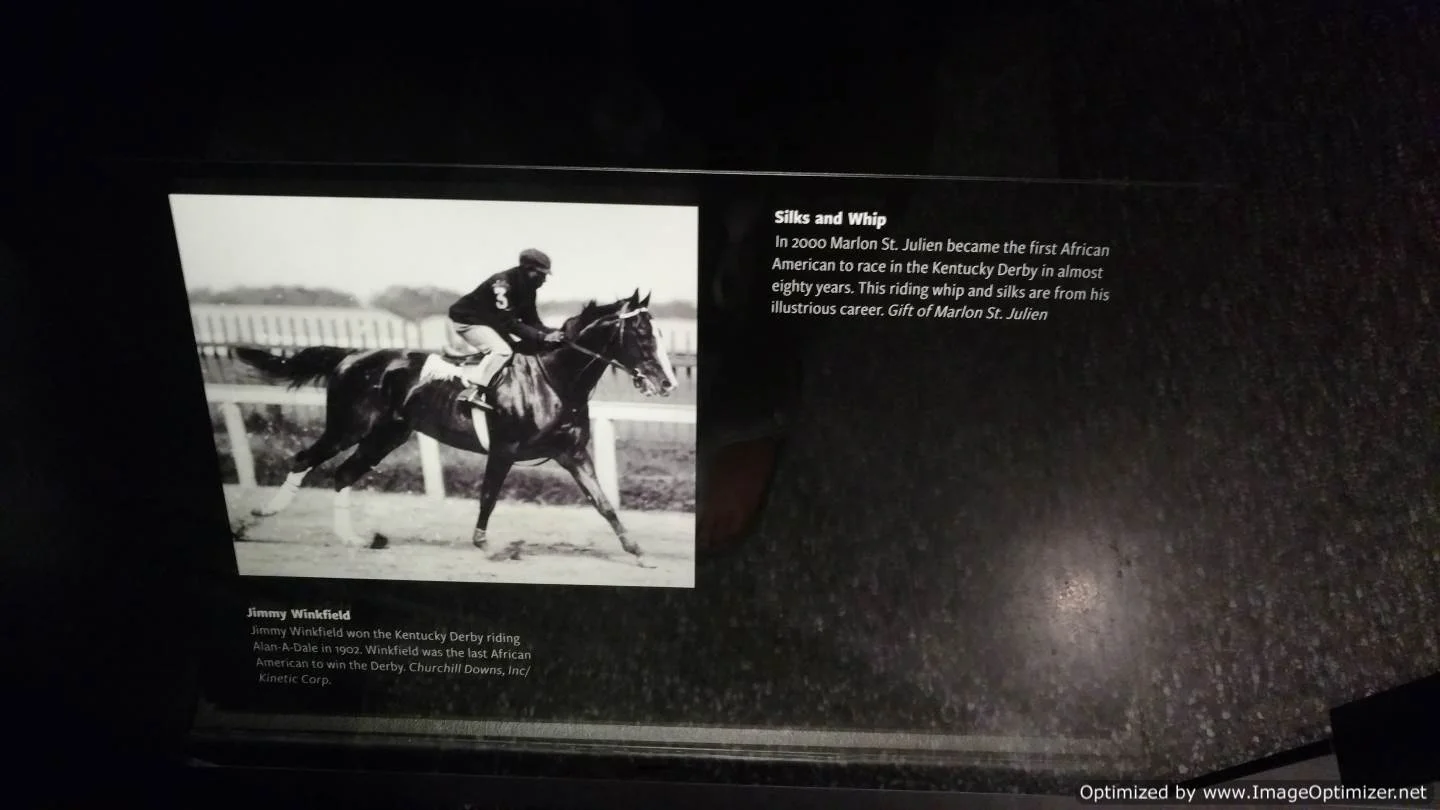 3
Jimmy Winkfield
Jimmy Winkfield won the Kentucky Derby riding
Alan-A-Dale in 1902. Winkfield was the last African
American to win the Derby. Churchill Downs, Inc/
Kinetic Corp.
Silks and Whip
In 2000 Marlon St. Julien became the first African
American to race in the Kentucky Derby in almost
eighty years. This riding whip and silks are from his
illustrious career. Gift of Marlon St. Julien
Optimized by www.ImageOptimizer.net